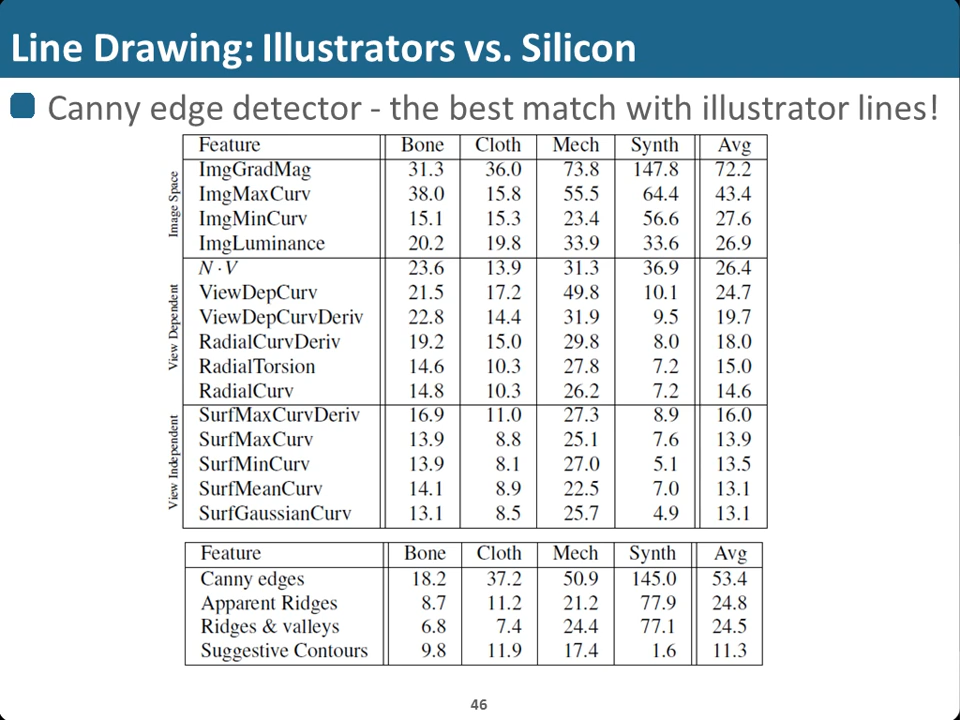 Line Drawing: Illustrators vs. Silicon
Canny edge detector - the best match with illustrator lines!
Feature Bone Cloth Mech Synth Avg
Image Space
ImgGradMag 31.3 36.0 73.8 147.8 72.2
ImgMaxCurv 38.0 15.8 55.5 64.4 43.4
ImgMinCurv 15.1 15.3 23.4 56.6 27.6
ImgLuminance 20.2 19.8 33.9 33.6 26.9
View Dependent
N · V 23.6 13.9 31.3 36.9 26.4
ViewDepCurv 21.5 17.2 49.8 10.1 24.7
ViewDepCurvDeriv 22.8 14.4 31.9 9.5 19.7
RadialCurvDeriv 19.2 15.0 29.8 8.0 18.0
RadialTorsion 14.6 10.3 27.8 7.2 15.0
RadialCurv 14.8 10.3 26.2 7.2 14.6
View Independent
SurfMaxCurvDeriv 16.9 11.0 27.3 8.9 16.0
SurfMaxCurv 13.9 8.8 25.1 7.6 13.9
SurfMinCurv 13.9 8.1 27.0 5.1 13.5
SurfMeanCurv 14.1 8.9 22.5 7.0 13.1
SurfGaussianCurv 13.1 8.5 25.7 4.9 13.1
Feature Bone Cloth Mech Synth Avg
Canny edges 18.2 37.2 50.9 145.0 53.4
Apparent Ridges 8.7 11.2 21.2 77.9 24.8
Ridges & valleys 6.8 7.4 24.4 77.1 24.5
Suggestive Contours 9.8 11.9 17.4 1.6 11.3
46